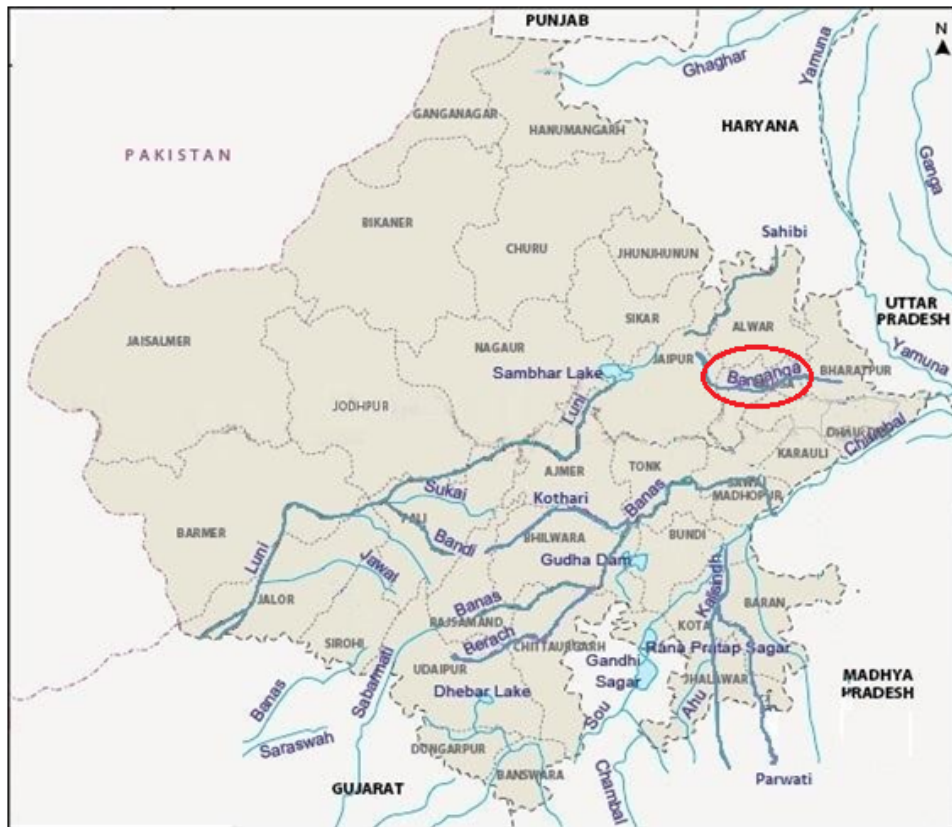 PUNJAB
N
Ghaghar
Yamuna
GANGANAGAR
HANUMANGARH
HARYANA
PAKISTAN
Ganga
BIKANER
Sahibi
CHURU
JHUNJHUNUN
UTTAR
PRADESH
SIKAR
ALWAR
JAISALMER
NAGAUR
JAIPUR
Yamuna
Sambhar Lake
Banganga
BHARATPUR
JODHPUR
Luni
Chambal
KARAULI
AJMER
TONK
Sukai
Kothari
Banas
SAWAI
MADHOPUR
PALI
BARMER
Bandi
BHILWARA
BUNDI
Luni
Jawai
Gudha Dam
Kalisindh
JALOR
Banas
BARAN
RAJSAMAND
KOTA
SIROHI
Berach
CHITTAURGARH
Rana Pratap Sagar
UDAIPUR
Gandhi
Sagar
MADHYA
PRADESH
Banas
Sabarmati
Dhebar Lake
JHALAWAR
Ahu
Sou
Saraswah
DUNGARPUR
BANSWARA
Parwati
GUJARAT
Chambal